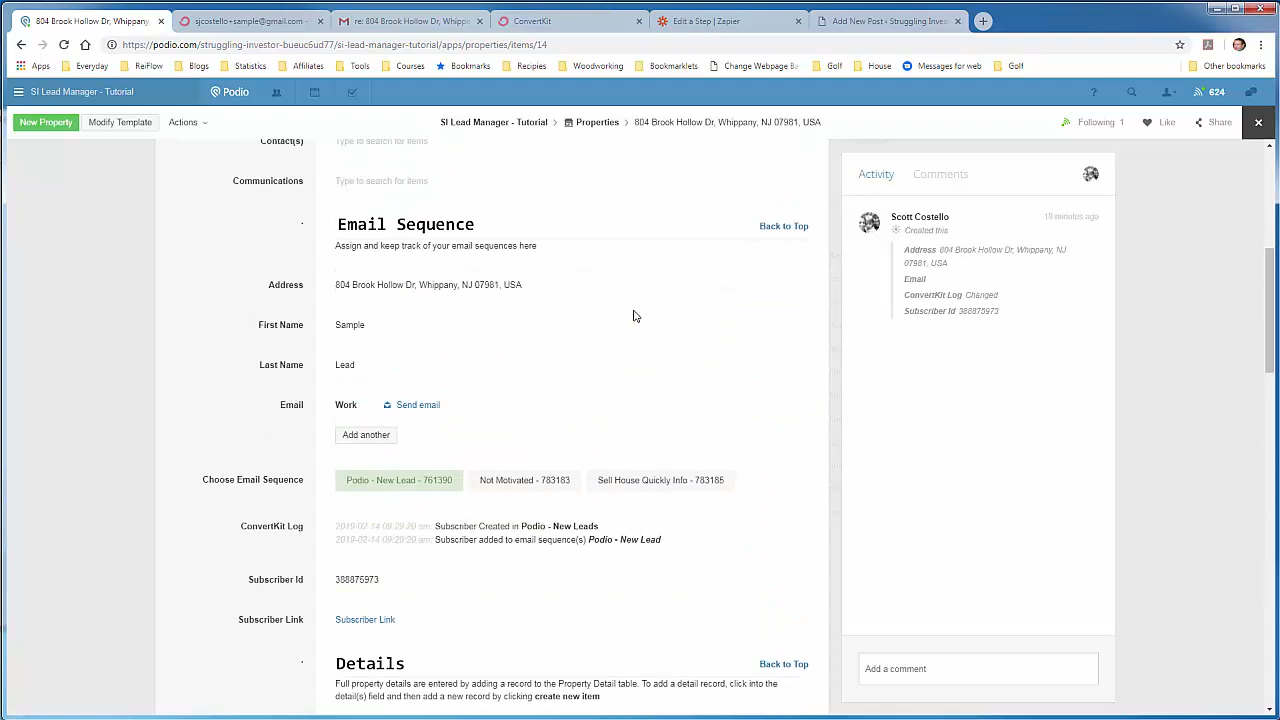 804 Brook Hollow Dr, Whippany,
sjcostello+sample@gmail.com -
re: 804 Brook Hollow Dr, Whippa
ConvertKit
Edit a Step | Zapier
Add New Post ‹ Struggling Inves
https://podio.com/struggling-investor-bueuc6ud77/si-lead-manager-tutorial/apps/properties/items/14
Apps
Everyday
ReiFlow
Blogs
Statistics
Affiliates
Tools
Courses
Bookmarks
Recipies
Woodworking
Bookmarklets
Change Webpage Ba
Golf
House
Messages for web
Golf
Other bookmarks
SI Lead Manager - Tutorial
Podio
?
624
New Property
Modify Template
Actions
SI Lead Manager - Tutorial > Properties > 804 Brook Hollow Dr, Whippany, NJ 07981, USA
Following 1
Like
Share
Contact(s)
Type to search for items
Communications
Type to search for items
. Email Sequence
Back to Top
Assign and keep track of your email sequences here
Address
804 Brook Hollow Dr, Whippany, NJ 07981, USA
First Name
Sample
Last Name
Lead
Email
Work
Send email
Add another
Choose Email Sequence
Podio - New Lead - 761390
Not Motivated - 783183
Sell House Quickly Info - 783185
ConvertKit Log
2019-02-14 09:29:20 am: Subscriber Created in Podio - New Leads
2019-02-14 09:29:20 am: Subscriber added to email sequence(s) Podio - New Lead
Subscriber Id
388875973
Subscriber Link
Subscriber Link
. Details
Back to Top
Full property details are entered by adding a record to the Property Detail table. To add a detail record, click into the
detail(s) field and then add a new record by clicking create new item
Activity
Comments
Scott Costello
19 minutes ago
Created this
Address 804 Brook Hollow Dr, Whippany, NJ
07981, USA
Email
ConvertKit Log Changed
Subscriber Id 388875973
Add a comment